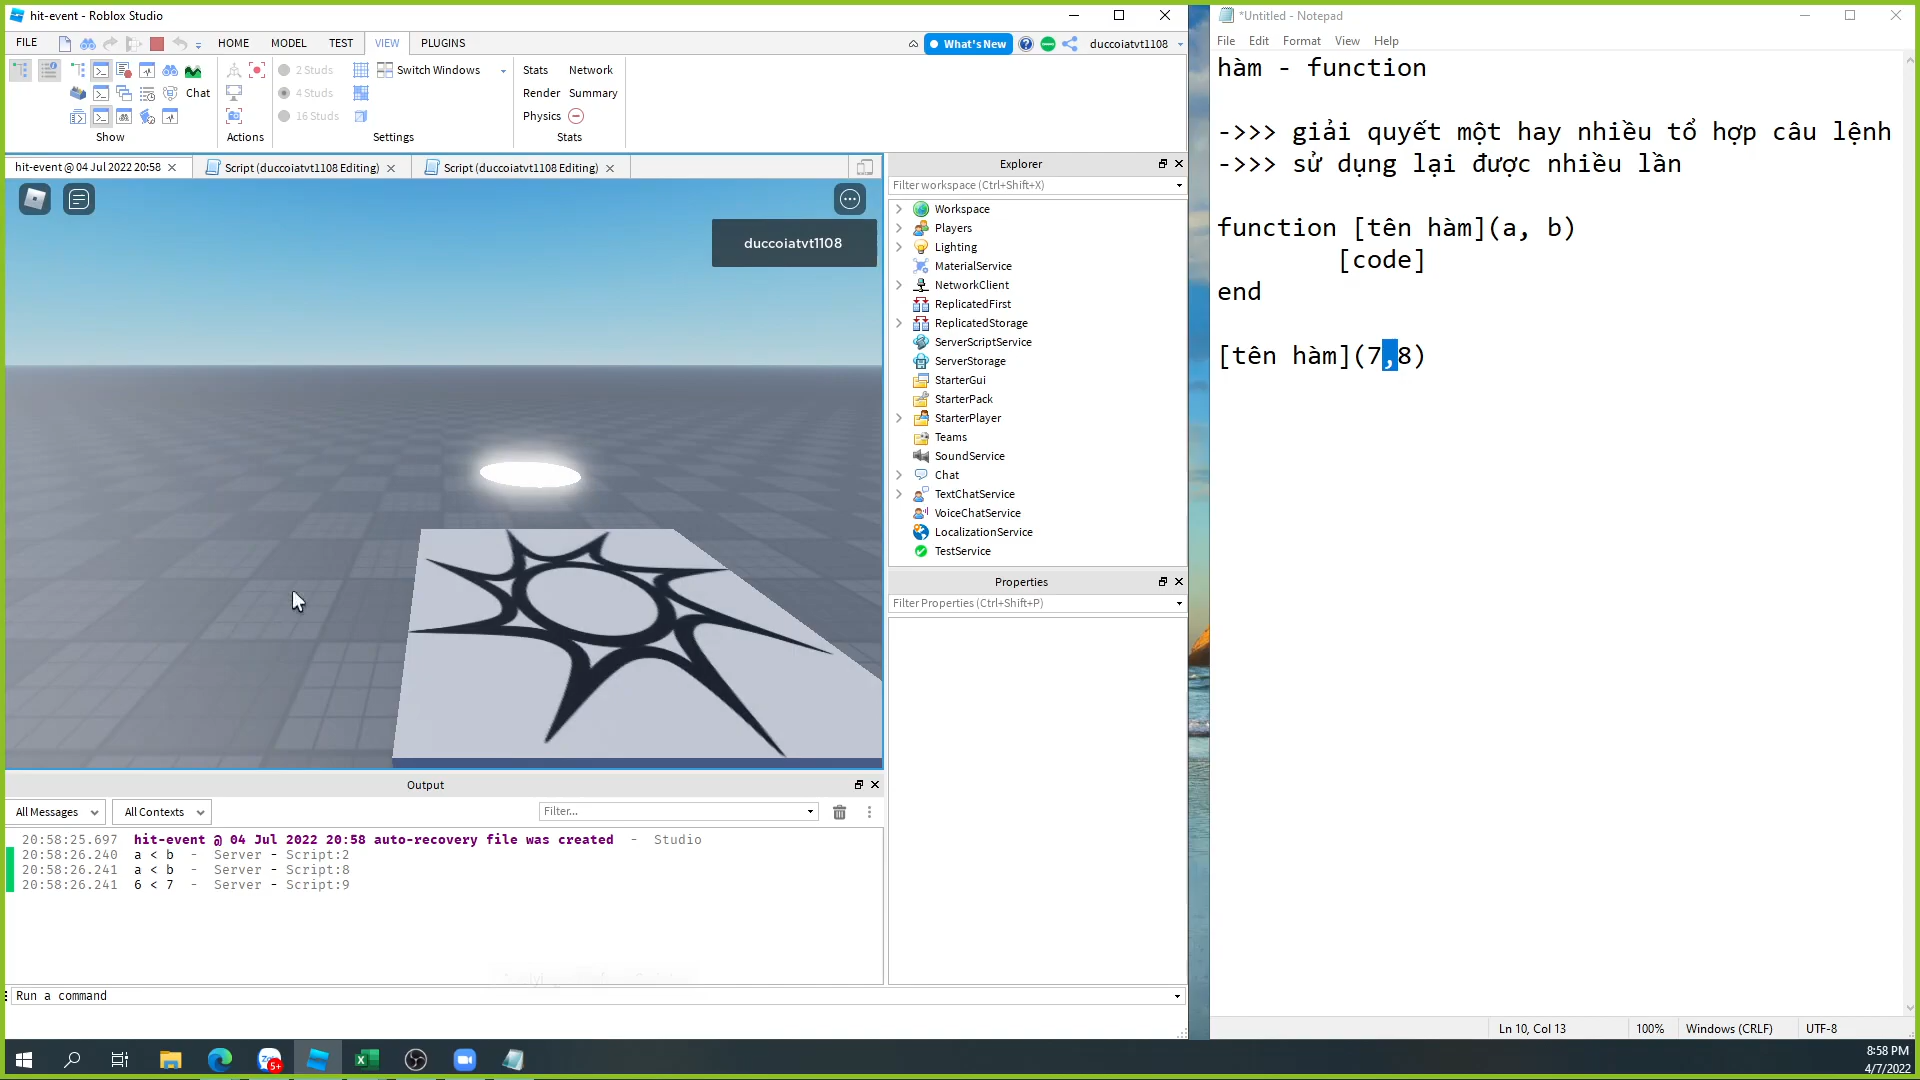 hit-event - Roblox Studio
FILE
HOME
MODEL
TEST
VIEW
PLUGINS
What's New
duccoiatvt1108
Chat
Show
Actions
2 Studs
4 Studs
16 Studs
Switch Windows
Settings
Stats
Network
Render
Summary
Physics
Stats
hit-event @ 04 Jul 2022 20:58
Script (duccoiatvt1108 Editing)
Script (duccoiatvt1108 Editing)
duccoiatvt1108
Explorer
Filter workspace (Ctrl+Shift+X)
Workspace
Players
Lighting
MaterialService
NetworkClient
ReplicatedFirst
ReplicatedStorage
ServerScriptService
ServerStorage
StarterGui
StarterPack
StarterPlayer
Teams
SoundService
Chat
TextChatService
VoiceChatService
LocalizationService
TestService
Properties
Filter Properties (Ctrl+Shift+P)
Output
All Messages
All Contexts
Filter...
20:58:25.697 hit-event @ 04 Jul 2022 20:58 auto-recovery file was created - Studio
20:58:26.240 a < b - Server - Script:2
20:58:26.241 a < b - Server - Script:8
20:58:26.241 6 < 7 - Server - Script:9
Run a command
*Untitled - Notepad
File Edit Format View Help
hàm - function
->>> giải quyết một hay nhiều tổ hợp câu lệnh
->>> sử dụng lại được nhiều lần
function [tên hàm](a, b)
[code]
end
[tên hàm](7,8)
Ln 10, Col 13
100%
Windows (CRLF)
UTF-8
Zalo
5+
8:58 PM
4/7/2022